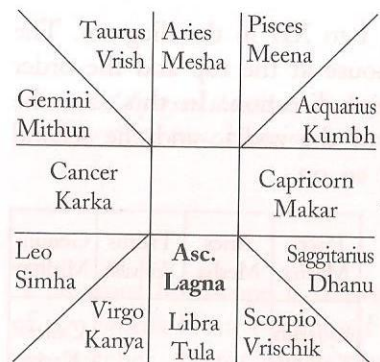 Taurus
Vrish
Aries
Mesha
Pisces
Meena
Gemini
Mithun
Acquarius
Kumbh
Cancer
Karka
Capricorn
Makar
Leo
Simha
Asc.
Lagna
Saggitarius
Dhanu
Virgo
Kanya
Libra
Tula
Scorpio
Vrischik